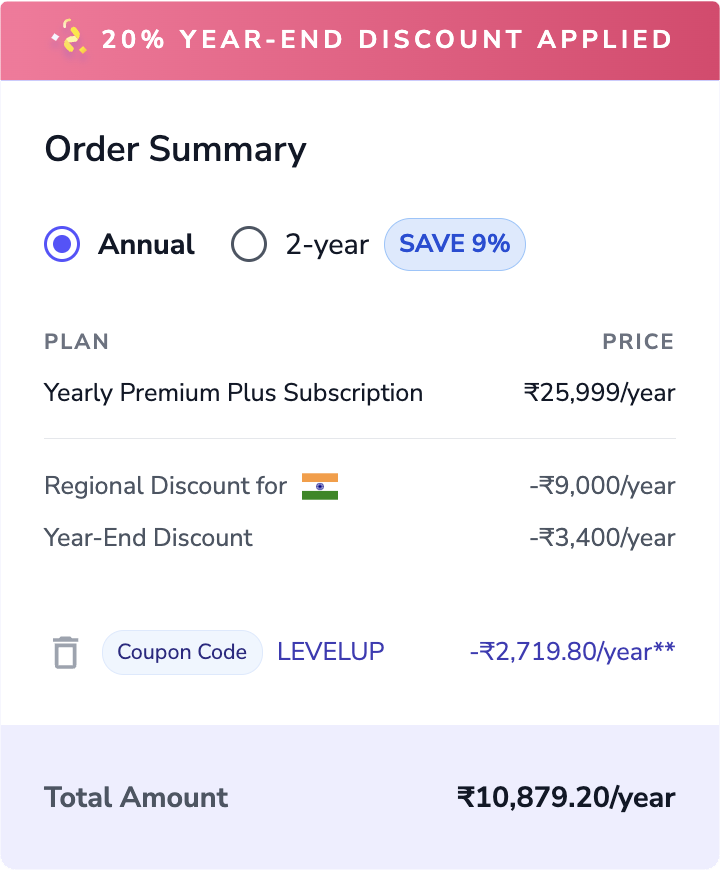 20% YEAR-END DISCOUNT APPLIED
Order Summary
Annual 2-year SAVE 9%
PLAN PRICE
Yearly Premium Plus Subscription ₹25,999/year
Regional Discount for -₹9,000/year
Year-End Discount -₹3,400/year
Coupon Code LEVELUP -₹2,719.80/year**
Total Amount ₹10,879.20/year